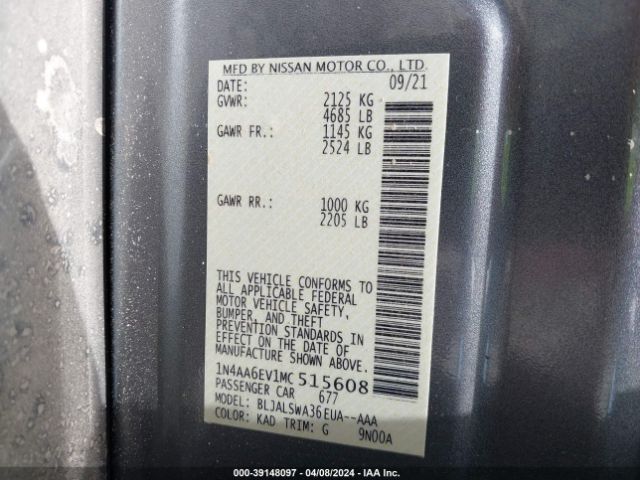 MFD BY NISSAN MOTOR CO., LTD.
DATE: 09/21
GVWR: 2125 KG
4685 LB
GAWR FR.: 1145 KG
2524 LB
GAWR RR.: 1000 KG
2205 LB
THIS VEHICLE CONFORMS TO
ALL APPLICABLE FEDERAL
MOTOR VEHICLE SAFETY,
BUMPER, AND THEFT
PREVENTION STANDARDS IN
EFFECT ON THE DATE OF
MANUFACTURE SHOWN ABOVE.
1N4AA6EV1MC 515608
PASSENGER CAR 677
MODEL: BLJALSWA36EUA--AAA
COLOR: KAD TRIM: G 9N00A
000-39148097 - 04/08/2024 - IAA Inc.